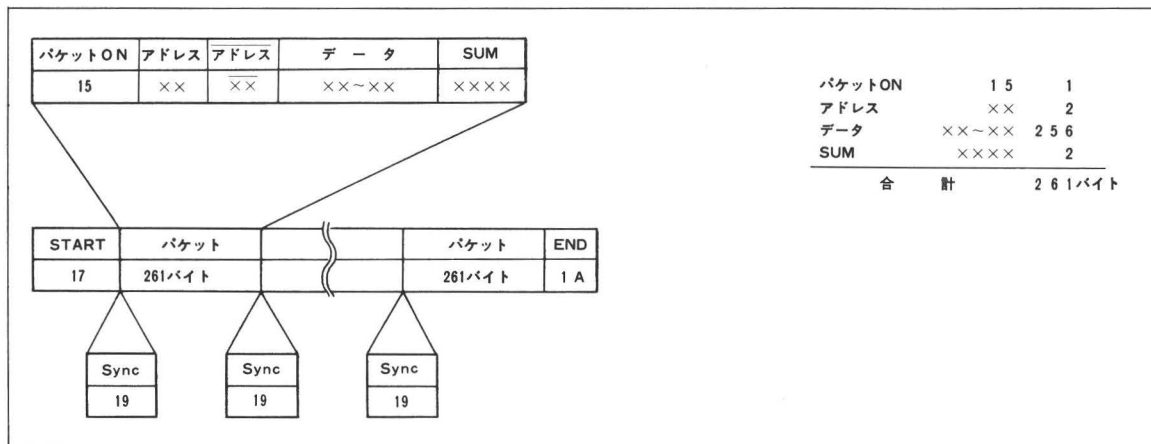 パケットON アドレス アドレス デ ー タ SUM
15 ×× ×× ××~×× ××××
パケットON 15 1
アドレス ×× 2
データ ××~×× 256
SUM ×××× 2
合 計 261バイト
START パケット パケット END
17 261バイト 261バイト 1A
Sync Sync Sync
19 19 19